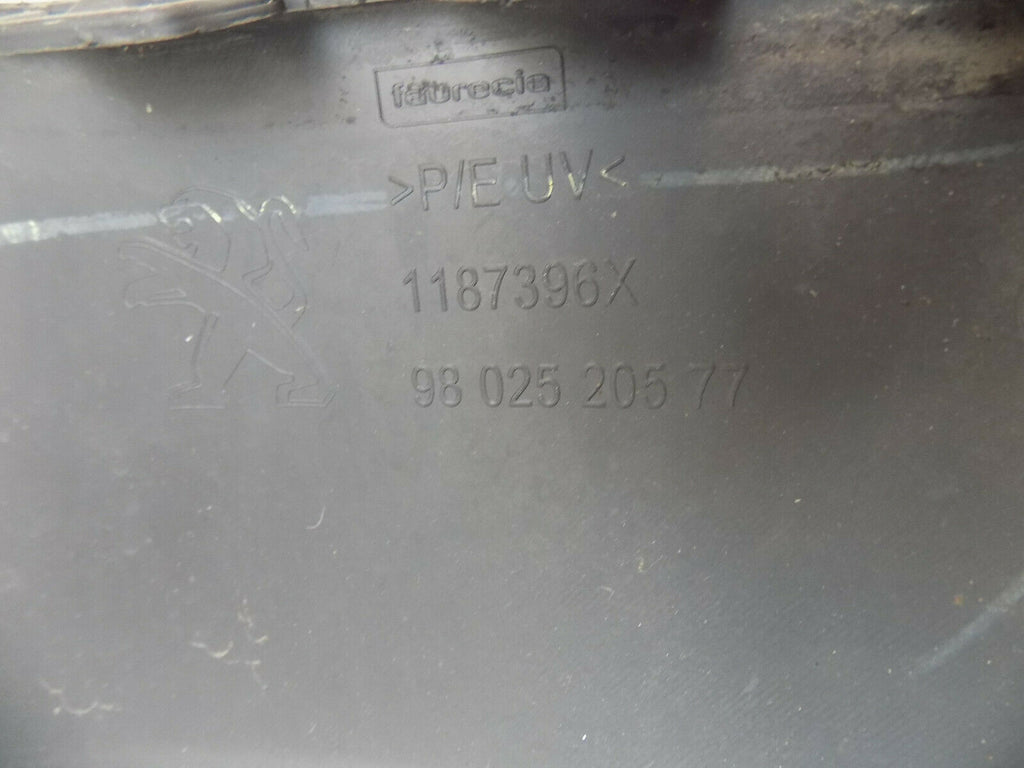 faurecia
>P/E UV<
1187396X
98 025 205 77